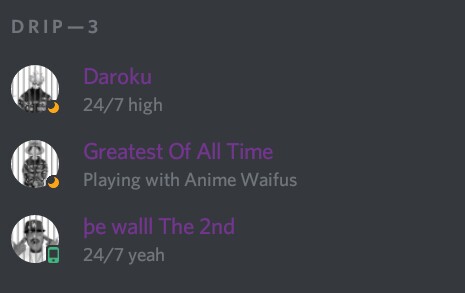 DRIP—3
Daroku
24/7 high
Greatest Of All Time
Playing with Anime Waifus
þe walll The 2nd
24/7 yeah